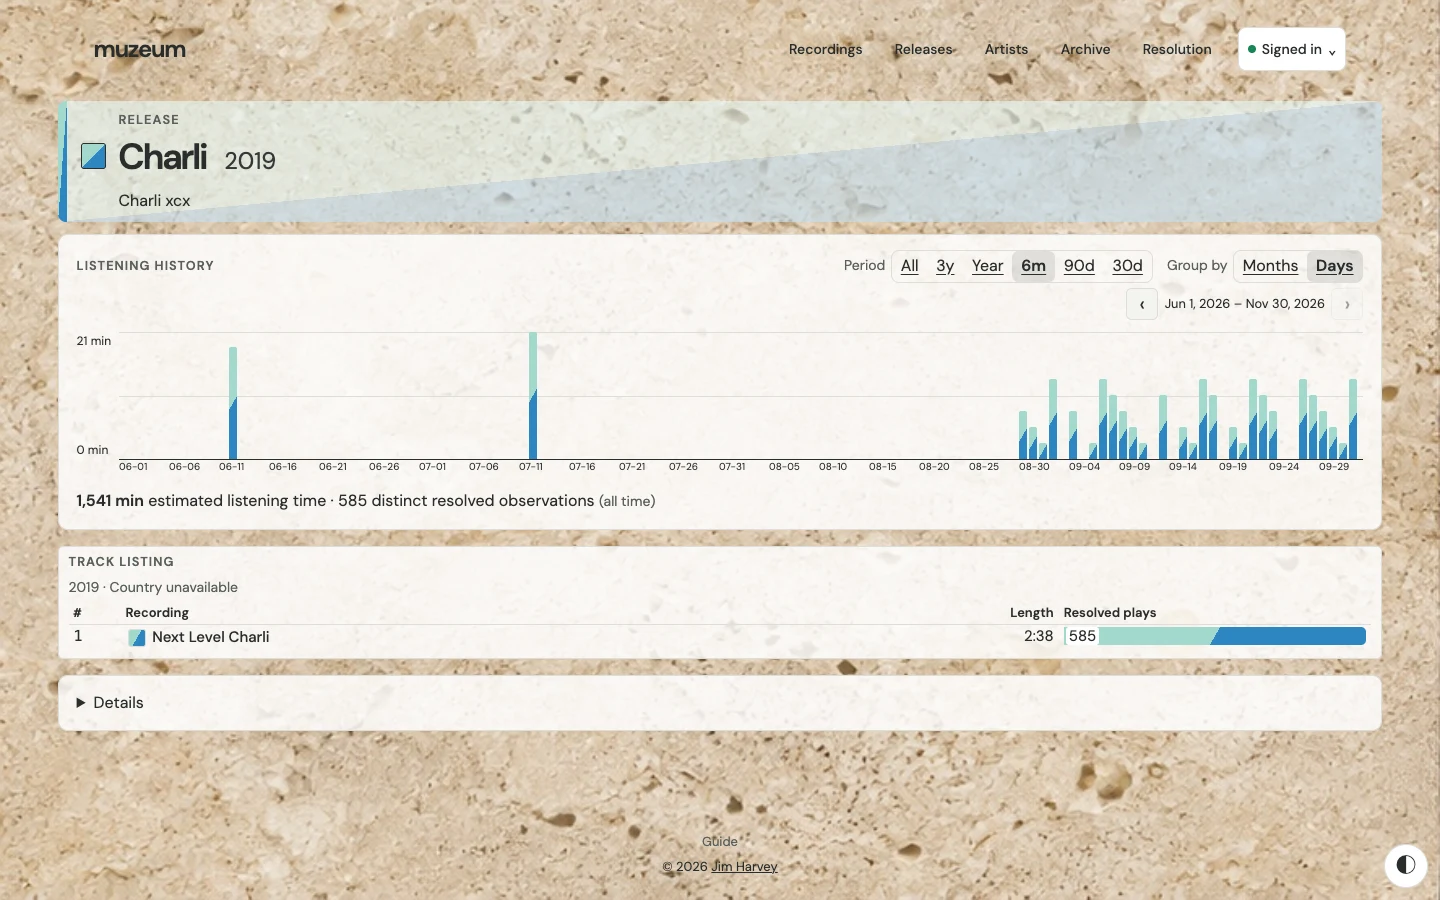 muzeum
Recordings Releases Artists Archive Resolution Signed in
RELEASE
Charli 2019
Charli xcx
LISTENING HISTORY
Period All 3y Year 6m 90d 30d Group by Months Days
‹ Jun 1, 2026 – Nov 30, 2026 ›
21 min
0 min
06-01 06-06 06-11 06-16 06-21 06-26 07-01 07-06 07-11 07-16 07-21 07-26 07-31 08-05 08-10 08-15 08-20 08-25 08-30 09-04 09-09 09-14 09-19 09-24 09-29
1,541 min estimated listening time · 585 distinct resolved observations (all time)
TRACK LISTING
2019 · Country unavailable
# Recording Length Resolved plays
1 Next Level Charli 2:38 585
Details
Guide
© 2026 Jim Harvey